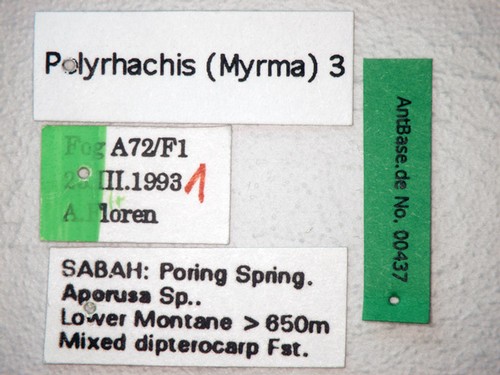 Polyrhachis (Myrma) 3
Fog A72/F1
III.1993 1
A. Floren
SABAH: Poring Spring.
Aporusa Sp..
Lower Montane > 650m
Mixed dipterocarp Fst.
AntBase.de No. 00437